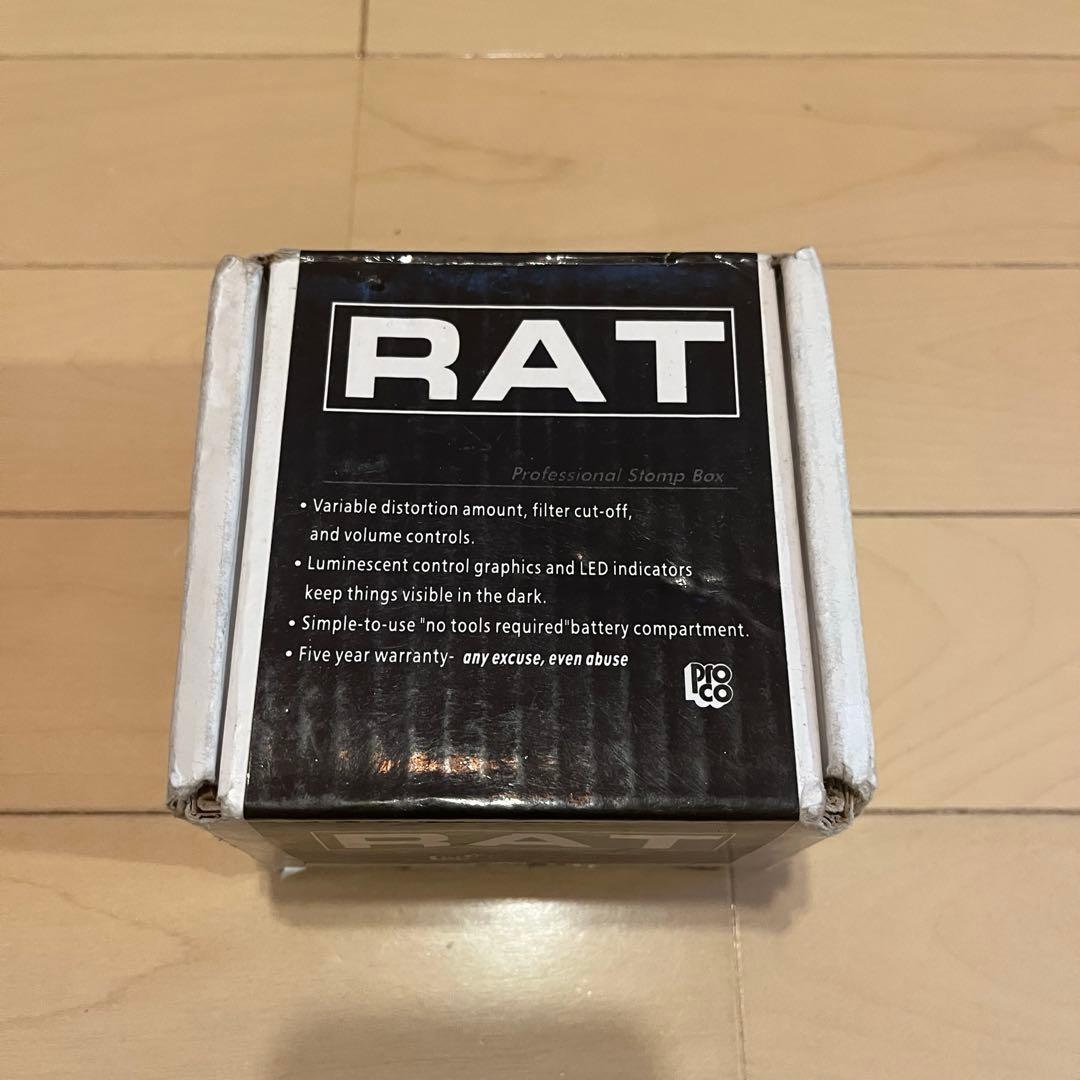 RAT
Professional Stomp Box
• Variable distortion amount, filter cut-off,
and volume controls.
• Luminescent control graphics and LED indicators
keep things visible in the dark.
• Simple-to-use "no tools required"battery compartment.
• Five year warranty- any excuse, even abuse
pro
co
RAT